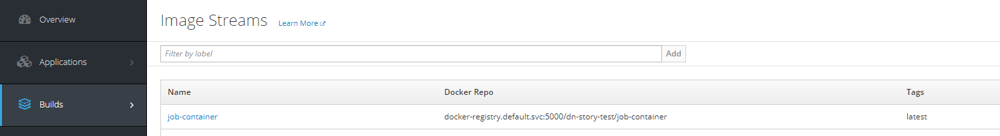 Overview
Applications
Builds
Image Streams Learn More
Filter by label Add
Name Docker Repo Tags
job-container docker-registry.default.svc:5000/dn-story-test/job-container latest